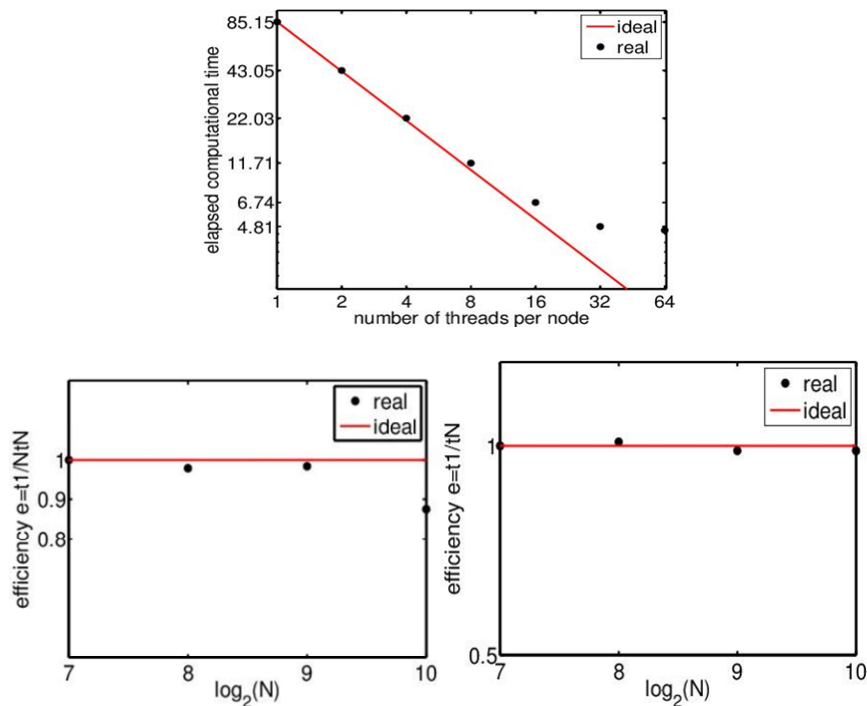 elapsed computational time
85.15
43.05
22.03
11.71
6.74
4.81
ideal
real
1 2 4 8 16 32 64
number of threads per node
efficiency e=t1/NtN
1
0.9
0.8
real
ideal
7 8 9 10
log2(N)
efficiency e=t1/tN
1
0.5
real
ideal
7 8 9 10
log2(N)